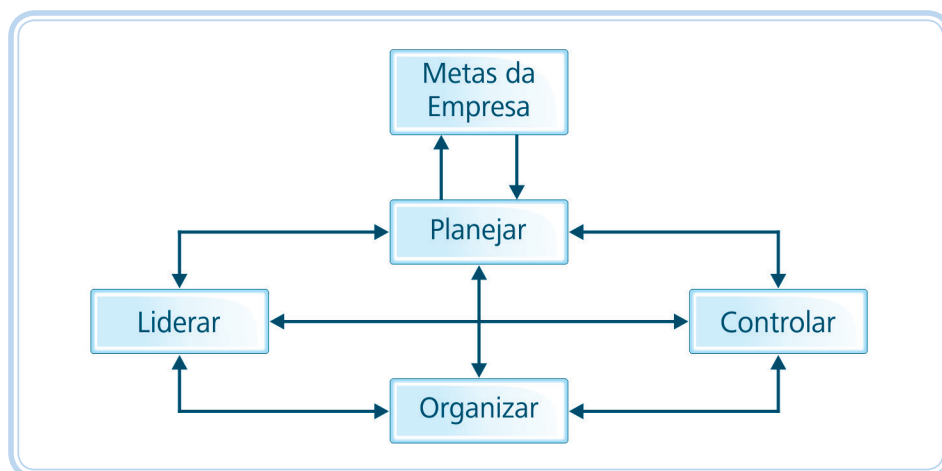 Metas da
Empresa
Planejar
Liderar
Controlar
Organizar